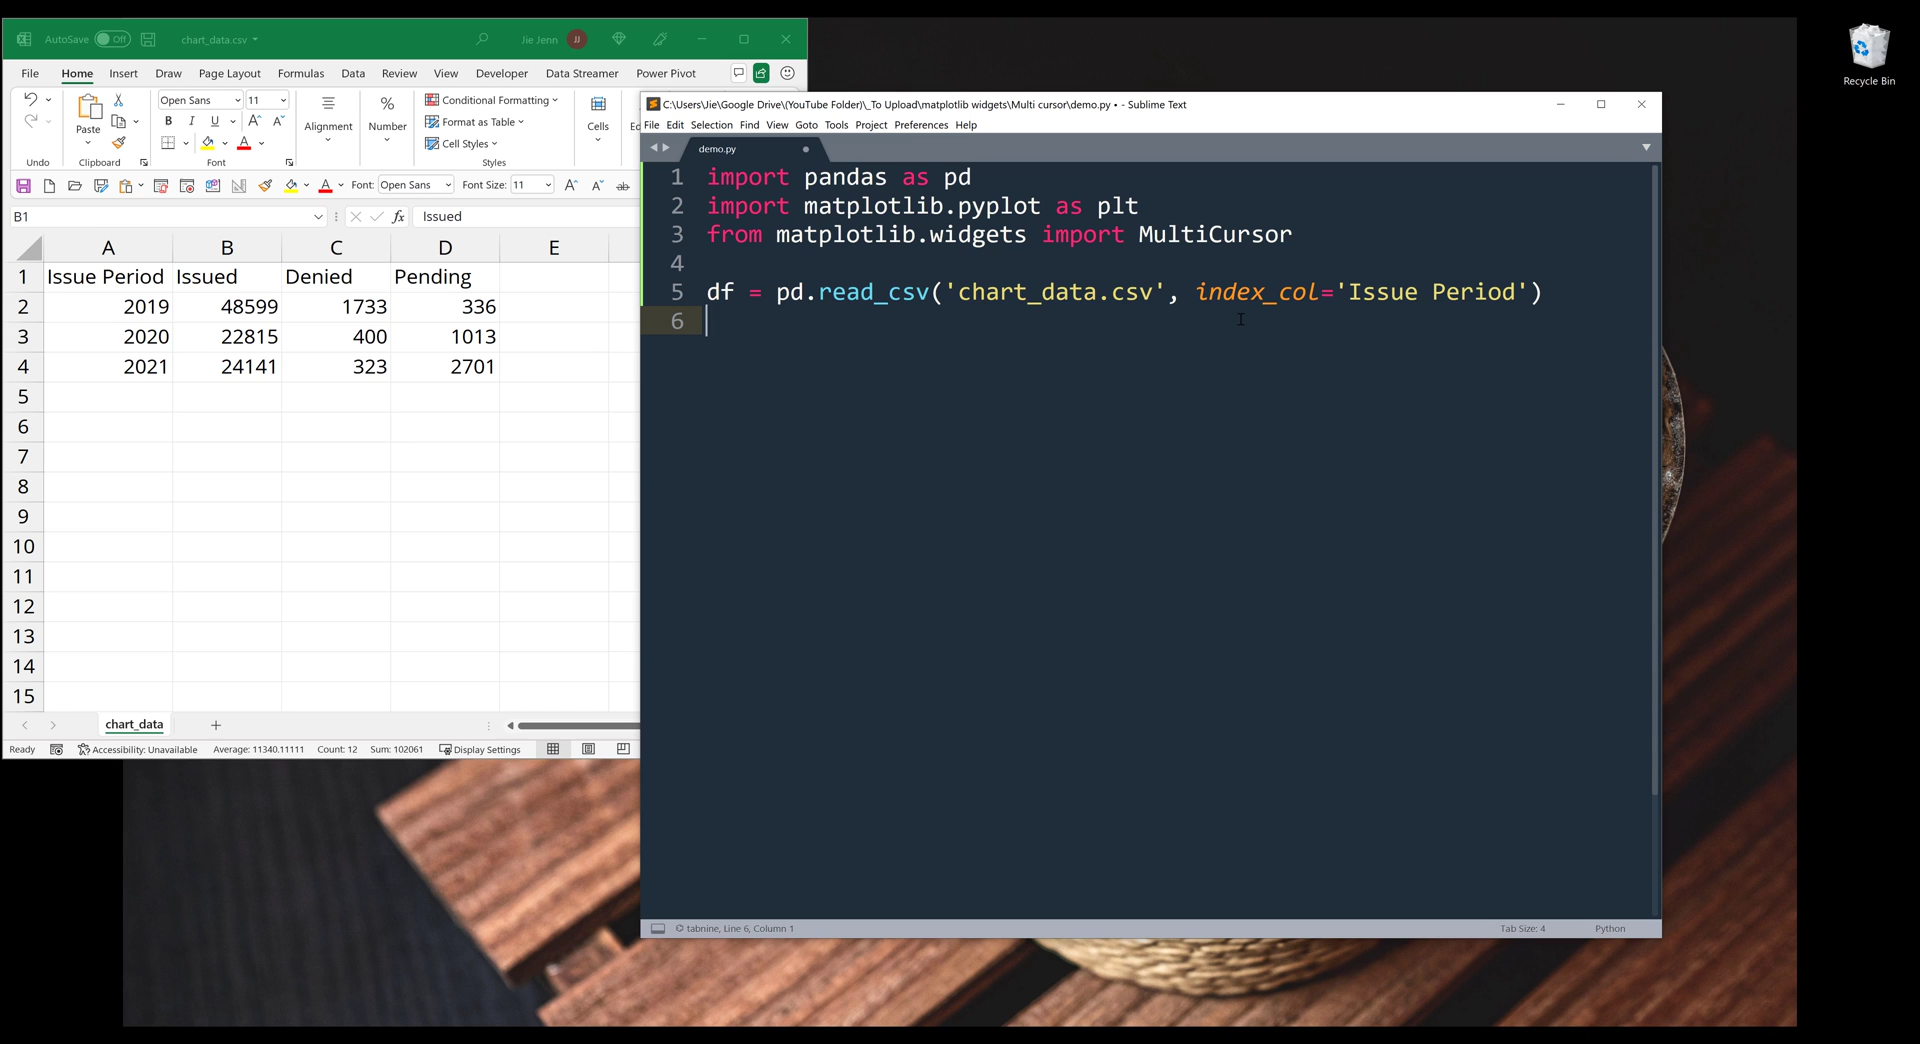 AutoSave Off chart_data.csv Jie Jenn JJ
File Home Insert Draw Page Layout Formulas Data Review View Developer Data Streamer Power Pivot
Open Sans 11 Conditional Formatting
Paste B I U A A Alignment Number Format as Table Cells
A Cell Styles
Undo Clipboard Font Styles
A Font: Open Sans Font Size: 11 A A ab
B1 fx Issued
A B C D E
1 Issue Period Issued Denied Pending
2 2019 48599 1733 336
3 2020 22815 400 1013
4 2021 24141 323 2701
5
6
7
8
9
10
11
12
13
14
15
chart_data
Ready Accessibility: Unavailable Average: 11340.11111 Count: 12 Sum: 102061 Display Settings
C:\Users\Jie\Google Drive\(YouTube Folder)\_To Upload\matplotlib widgets\Multi cursor\demo.py • - Sublime Text
File Edit Selection Find View Goto Tools Project Preferences Help
demo.py
1 import pandas as pd
2 import matplotlib.pyplot as plt
3 from matplotlib.widgets import MultiCursor
4
5 df = pd.read_csv('chart_data.csv', index_col='Issue Period')
6
tabnine, Line 6, Column 1 Tab Size: 4 Python
Recycle Bin